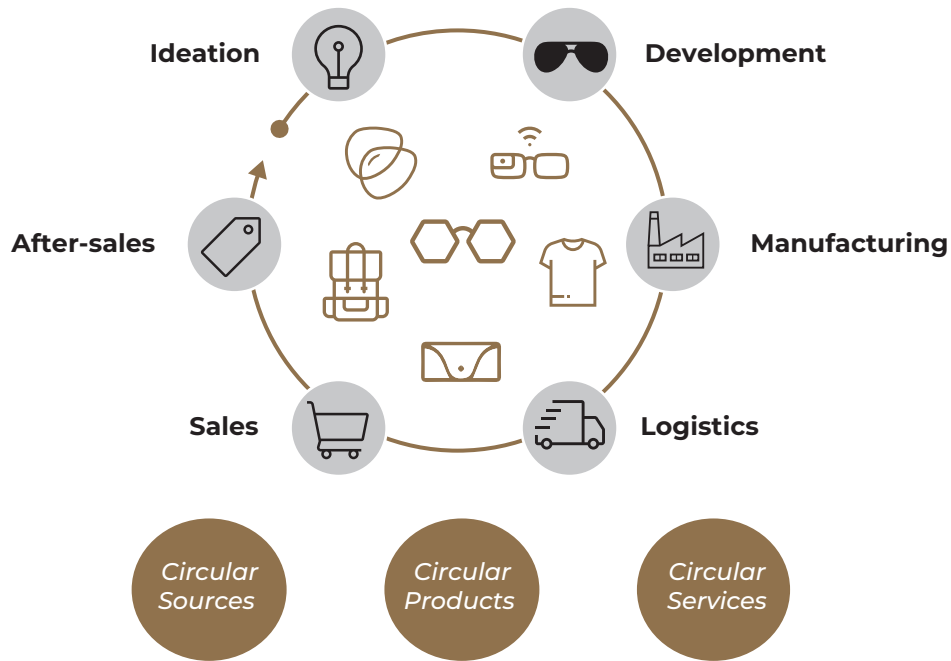 Ideation
Development
After-sales
Manufacturing
Sales
Logistics
Circular
Sources
Circular
Products
Circular
Services